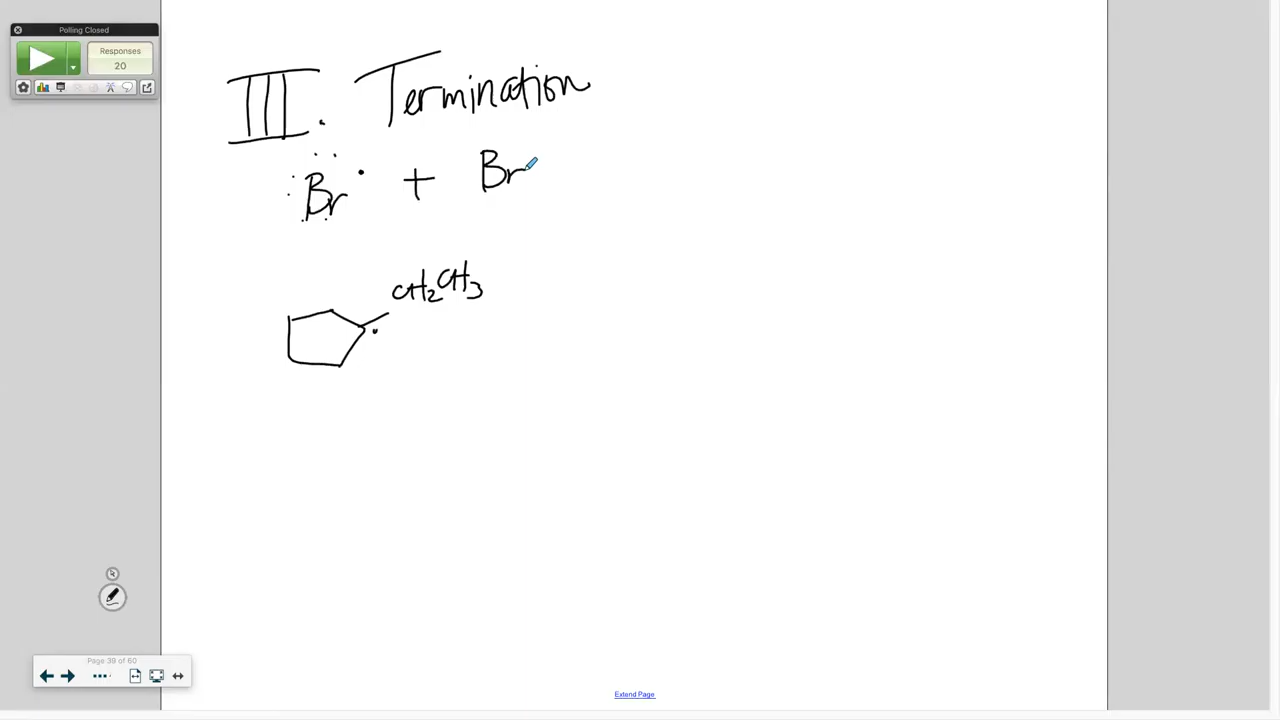 Polling Closed
Responses
20
III. Termination
:Br· + Br
CH2CH3
Page 39 of 60
Extend Page